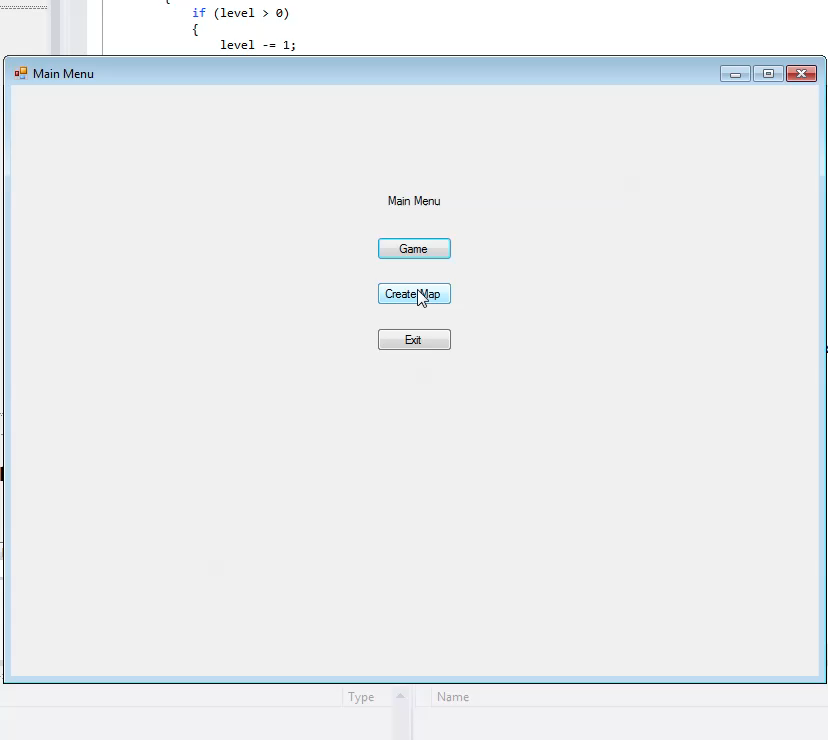 {
if (level > 0)
{
level -= 1;
Main Menu
Main Menu
Game
Create Map
Exit
Type
Name